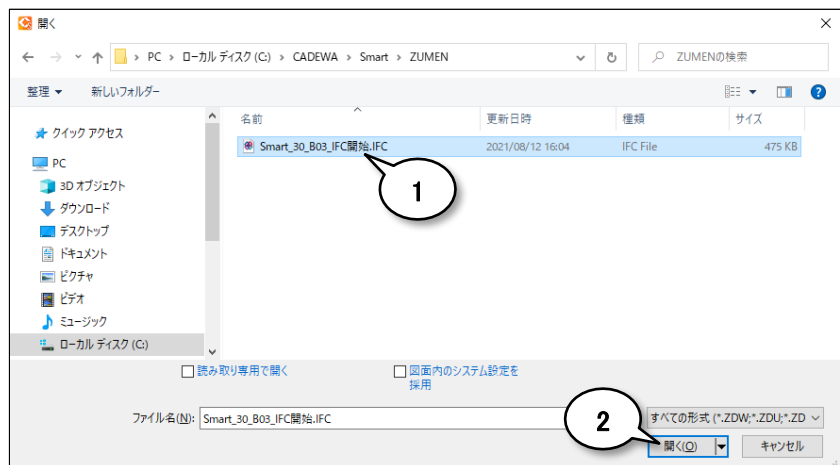 開く
PC > ローカル ディスク (C:) > CADEWA > Smart > ZUMEN
ZUMENの検索
整理 新しいフォルダー
名前 更新日時 種類 サイズ
Smart_30_B03_IFC開始.IFC 2021/08/12 16:04 IFC File 475 KB
クイック アクセス
PC
3D オブジェクト
ダウンロード
デスクトップ
ドキュメント
ピクチャ
ビデオ
ミュージック
ローカル ディスク (C:)
1
読み取り専用で開く
図面内のシステム設定を
採用
ファイル名(N): Smart_30_B03_IFC開始.IFC
すべての形式 (*.ZDW;*.ZDU;*.ZD
2
開く(O) キャンセル